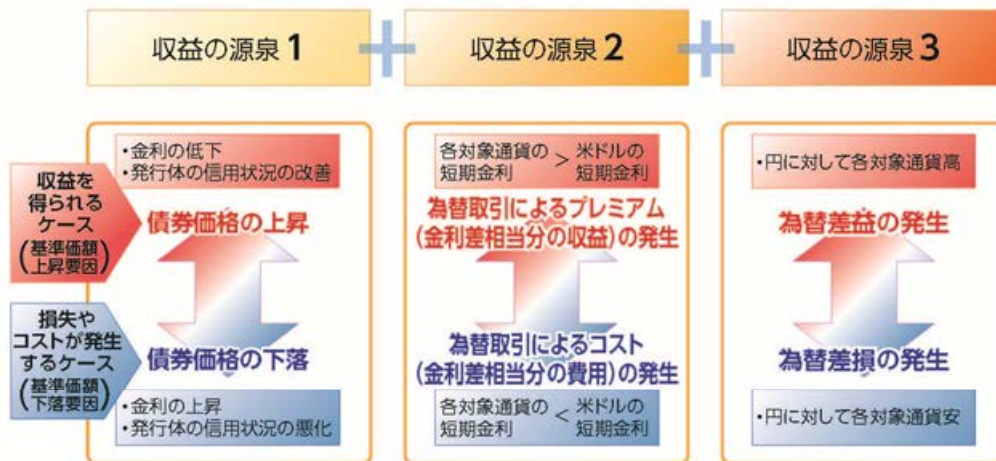 収益の源泉1
+
収益の源泉2
+
収益の源泉3
収益を
得られる
ケース
(基準価額
上昇要因)
・金利の低下
・発行体の信用状況の改善
債券価格の上昇
各対象通貨の > 米ドルの
短期金利 短期金利
為替取引によるプレミアム
(金利差相当分の収益)の発生
・円に対して各対象通貨高
為替差益の発生
損失や
コストが発生
するケース
(基準価額
下落要因)
債券価格の下落
・金利の上昇
・発行体の信用状況の悪化
為替取引によるコスト
(金利差相当分の費用)の発生
各対象通貨の < 米ドルの
短期金利 短期金利
為替差損の発生
・円に対して各対象通貨安